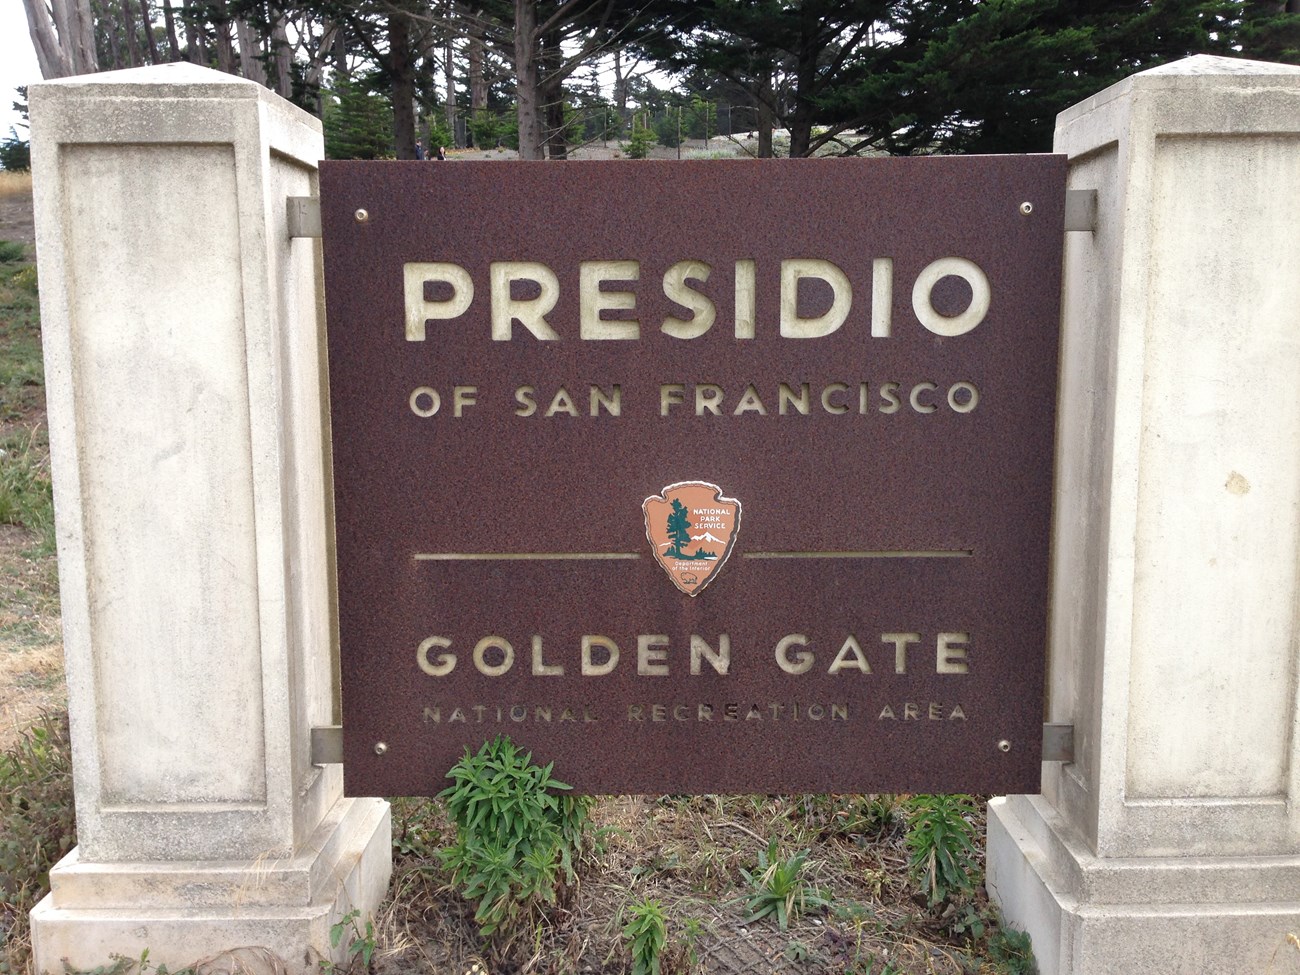 PRESIDIO
OF SAN FRANCISCO
NATIONAL
PARK
SERVICE
Department
of the Interior
GOLDEN GATE
NATIONAL RECREATION AREA